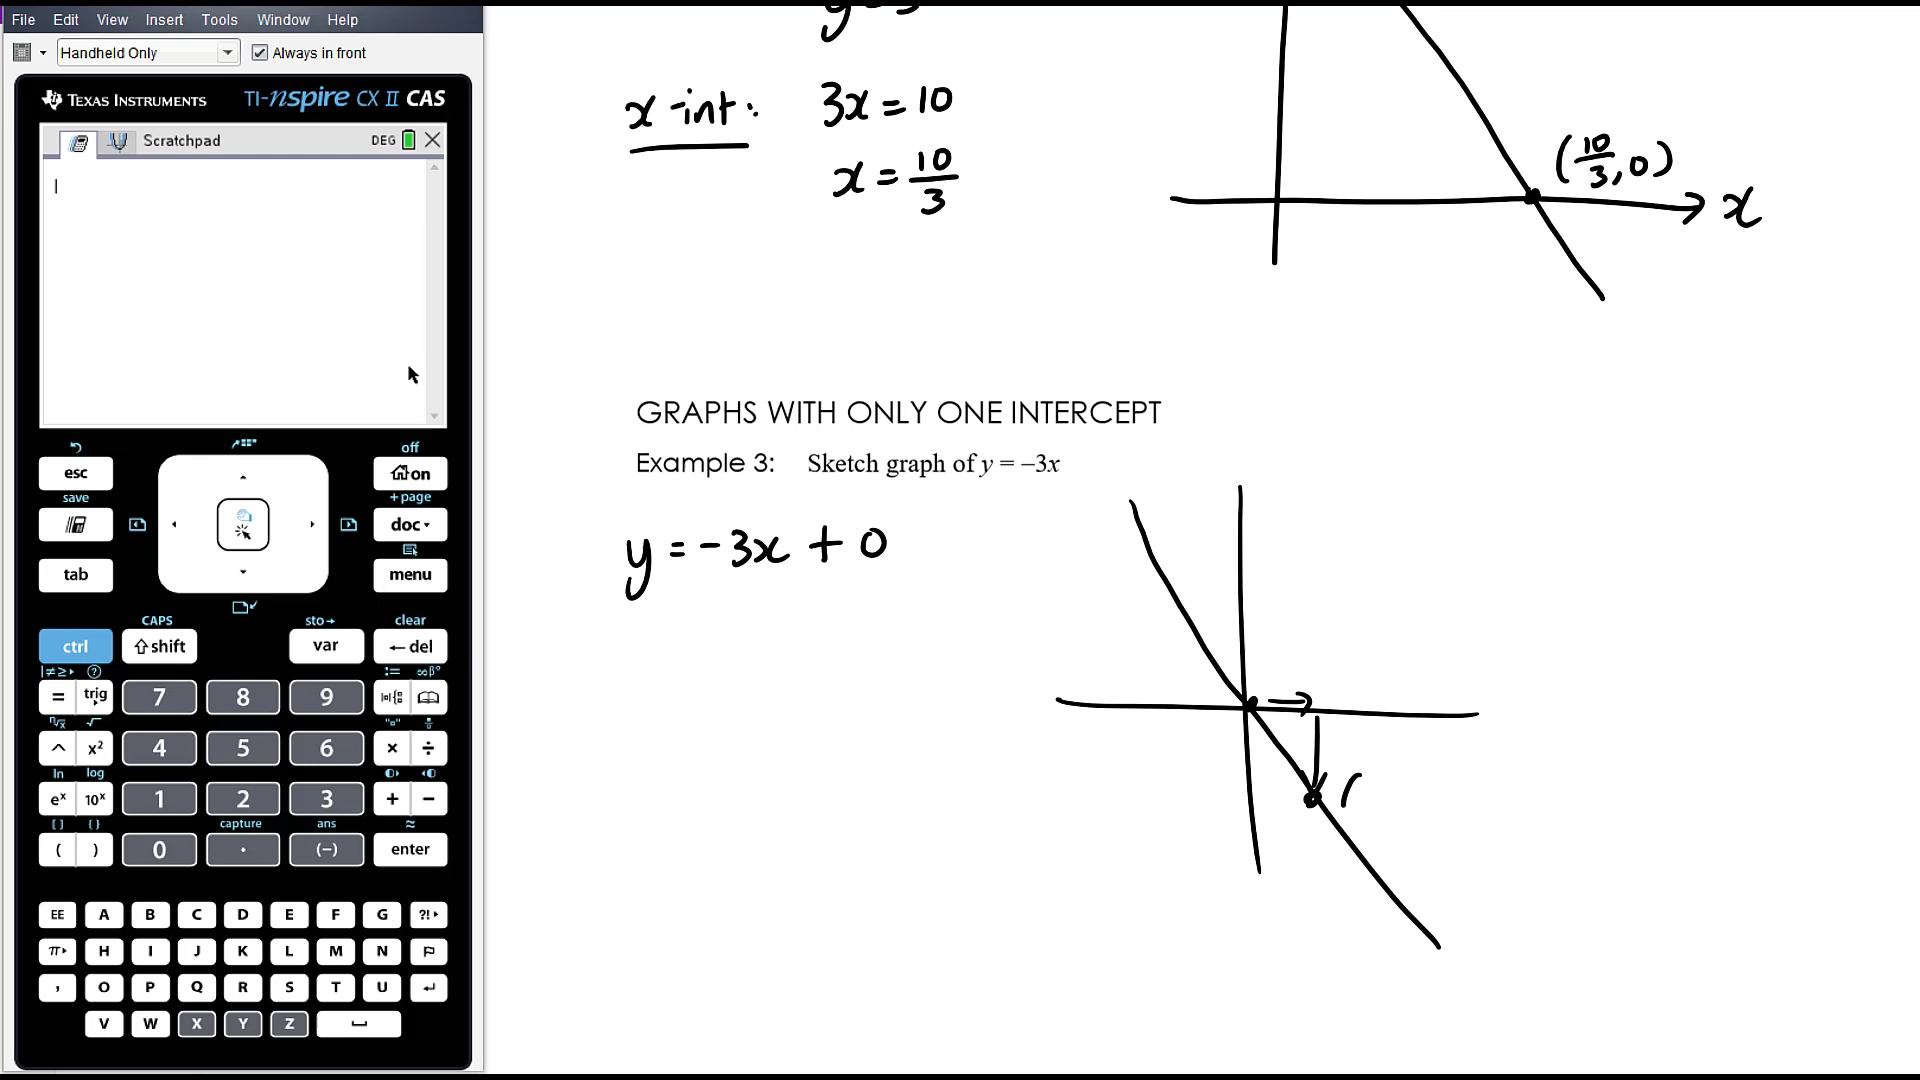 File Edit View Insert Tools Window Help
Handheld Only Always in front
TEXAS INSTRUMENTS TI-nspire CX II CAS
Scratchpad DEG
off
esc on
save +page
doc
tab menu
CAPS sto→ clear
ctrl ⇧shift var ←del
|≠≥▸ ? := ∞β°
= trig 7 8 9
ⁿ√x √ "∘"
^ x² 4 5 6 × ÷
ln log
eˣ 10ˣ 1 2 3 + −
[ ] { } capture ans ≈
( ) 0 . (−) enter
EE A B C D E F G ?!▸
π▸ H I J K L M N
, O P Q R S T U ↵
V W X Y Z
x-int: 3x = 10
x = 10/3
(10/3, 0)
x
GRAPHS WITH ONLY ONE INTERCEPT
Example 3: Sketch graph of y = –3x
y = -3x + 0
(